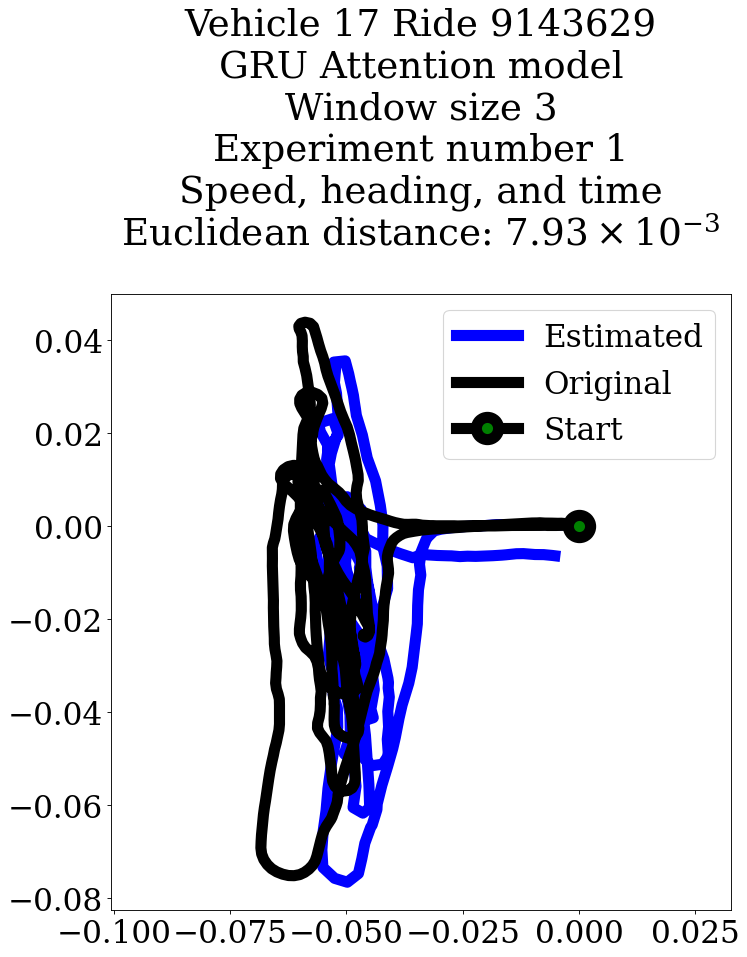 Vehicle 17 Ride 9143629
GRU Attention model
Window size 3
Experiment number 1
Speed, heading, and time
Euclidean distance: 7.93 × 10⁻³
Estimated
Original
Start
0.04
0.02
0.00
−0.02
−0.04
−0.06
−0.08
−0.100 −0.075 −0.050 −0.025 0.000 0.025